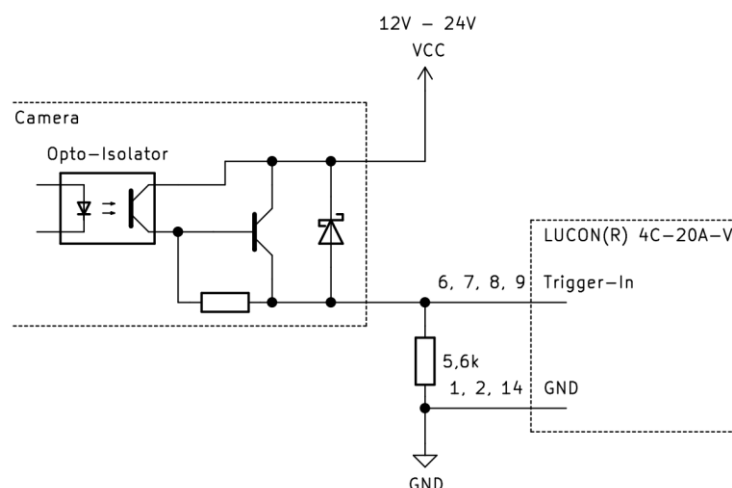 12V – 24V
VCC
Camera
Opto–Isolator
LUCON(R) 4C–20A–V
6, 7, 8, 9 Trigger–In
5,6k
1, 2, 14 GND
GND